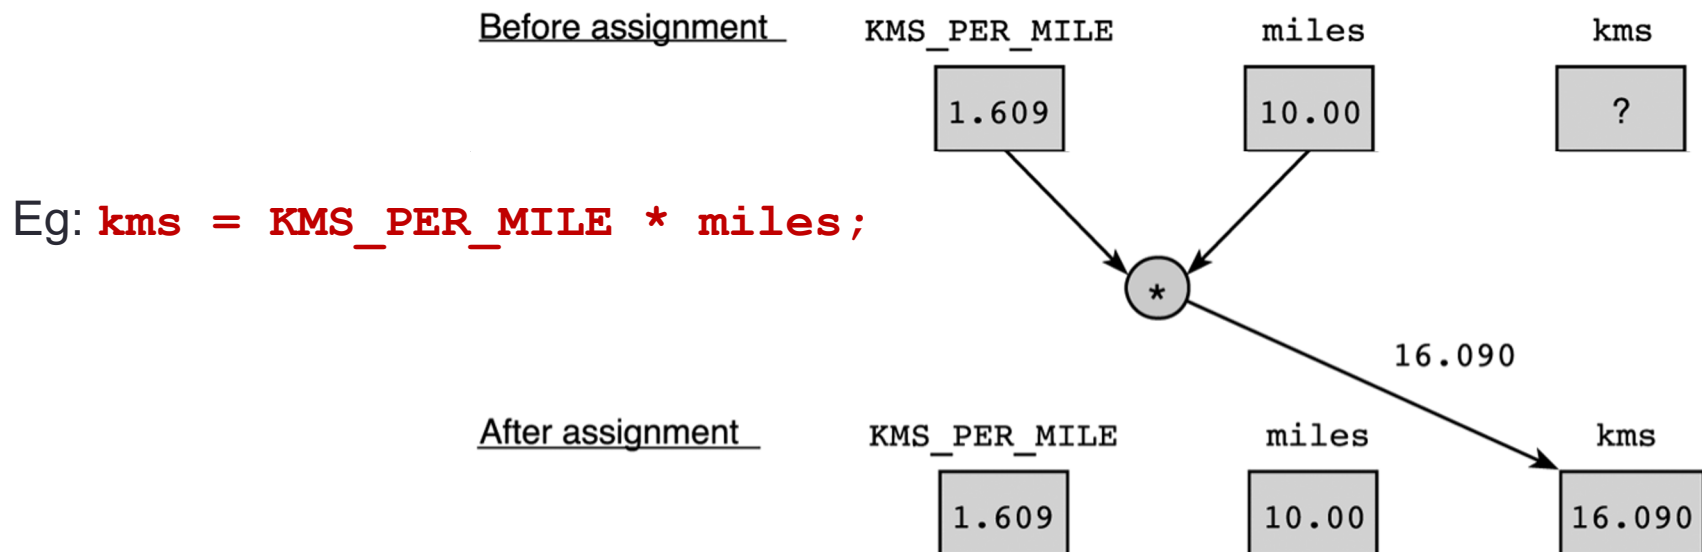 Before assignment KMS_PER_MILE miles kms
1.609 10.00 ?
Eg: kms = KMS_PER_MILE * miles;
*
16.090
After assignment KMS_PER_MILE miles kms
1.609 10.00 16.090